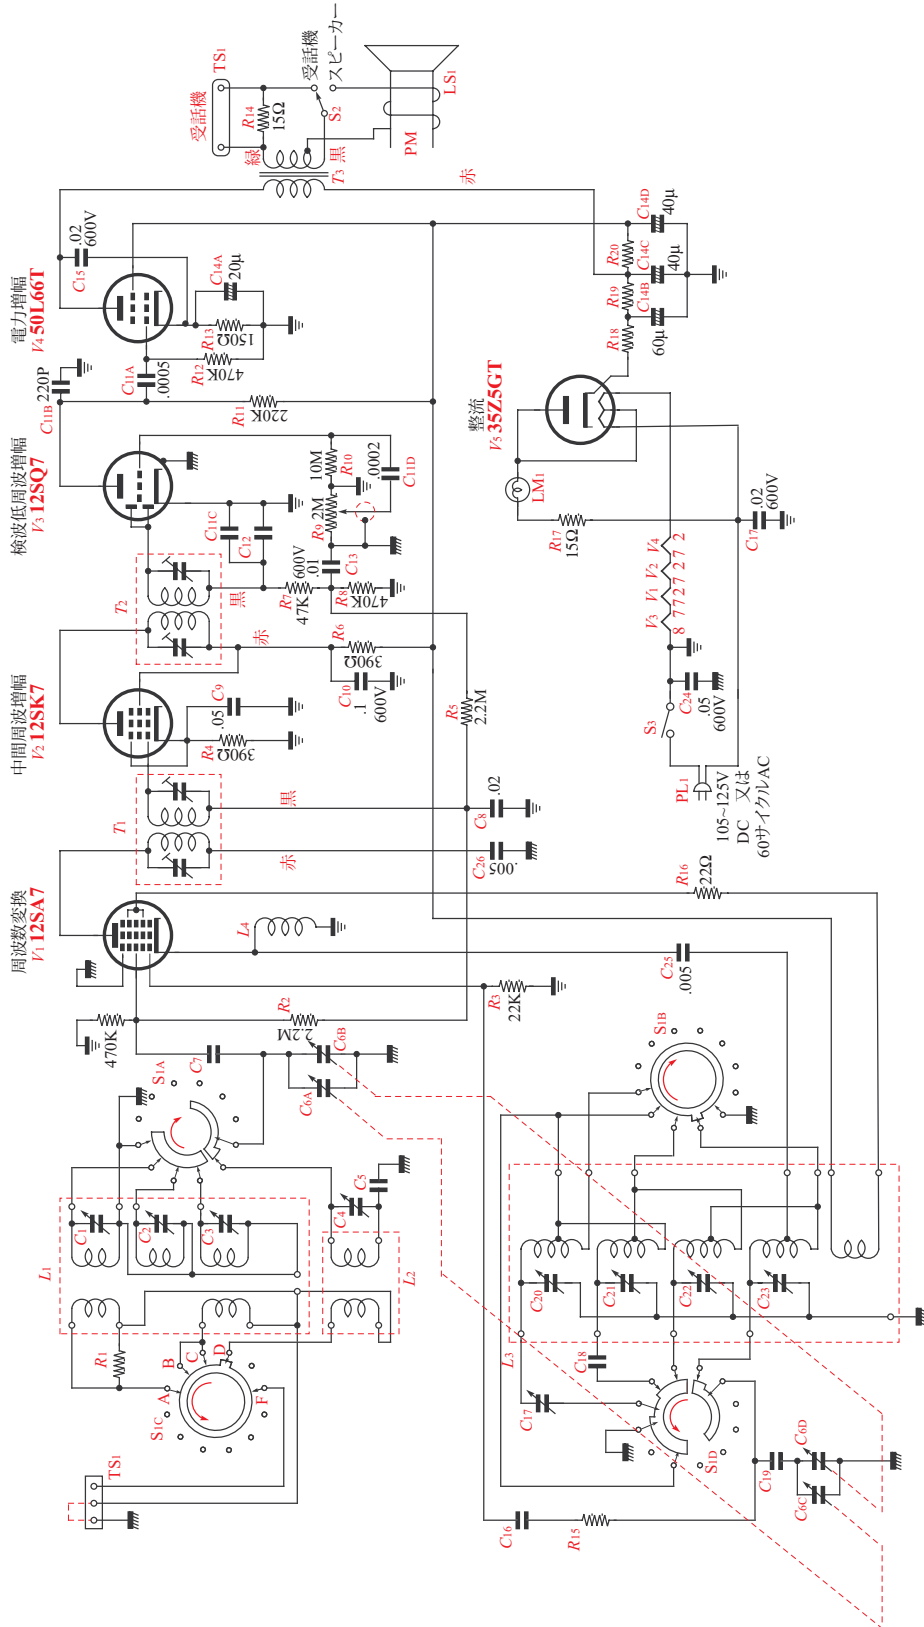 周波数変換
V1 12SA7
中間周波増幅
V2 12SK7
検波低周波増幅
V3 12SQ7
電力増幅
V4 50L66T
整流
V5 35Z5GT
470K
R2
2.2M
C7
S1A
C6B
C6A
L1
C1
C2
C3
C4
C5
L2
R1
A
B
C
D
F
S1C
TS1
T1
赤
黒
C26
.005
C8
.02
L4
R3
22K
C25
.005
R16
22Ω
R4
390Ω
C9
.05
T2
赤
黒
R6
390Ω
C10
.1
600V
R5
2.2M
R7
47K
R8
470K
C13
.01
600V
C11C
C12
R9
2M
R10
10M
C11D
.0002
C11B
220P
R11
220K
C11A
.0005
R12
470K
R13
150Ω
C14A
20μ
C15
.02
600V
T3
緑
黒
赤
R14
15Ω
受話機
TS1
S2
受話機
スピーカー
PM
LS1
R18
R19
R20
C14B
60μ
C14C
40μ
C14D
40μ
LM1
R17
15Ω
C17
.02
600V
V3 V1 V2 V4
8 7 7 2 7 2 7 2
S3
C24
.05
600V
PL1
105~125V
DC 又は
60サイクルAC
S1B
L3
C20
C21
C22
C23
C17
C18
S1D
C19
C6D
C6C
C16
R15